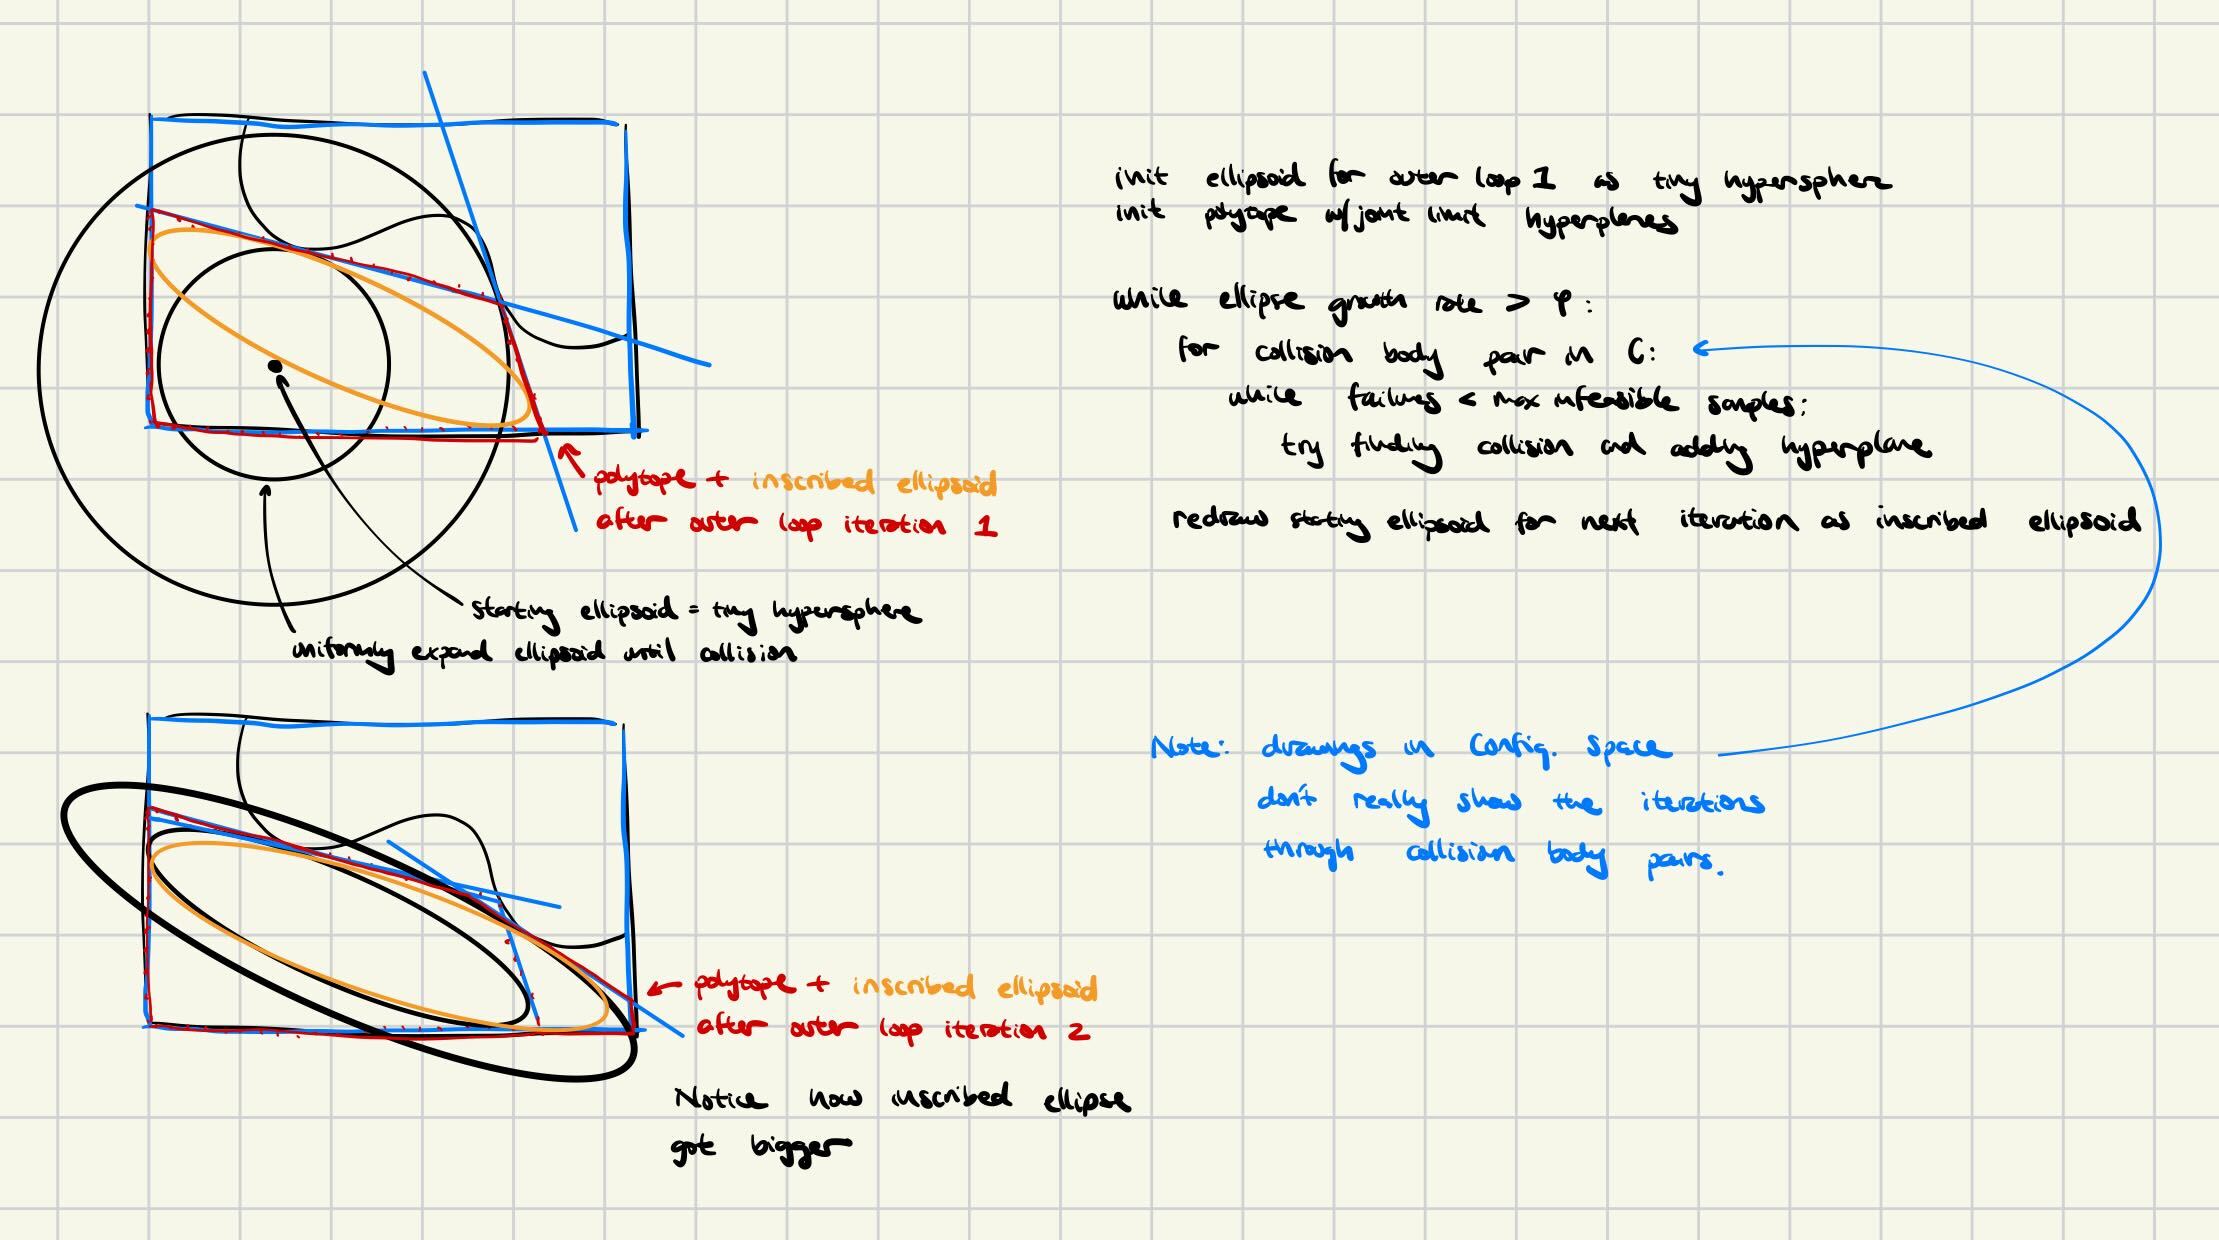 init ellipsoid for outer loop 1 as tiny hypersphere
init polytope w/joint limit hyperplanes
while ellipse growth rate > φ:
for collision body pair in C:
while failures < max infeasible samples:
try finding collision and adding hyperplane
redraw starting ellipsoid for next iteration as inscribed ellipsoid
polytope + inscribed ellipsoid
after outer loop iteration 1
starting ellipsoid = tiny hypersphere
uniformly expand ellipsoid until collision
Note: drawings in Config. Space
don't really show the iterations
through collision body pairs.
polytope + inscribed ellipsoid
after outer loop iteration 2
Notice how inscribed ellipse
got bigger